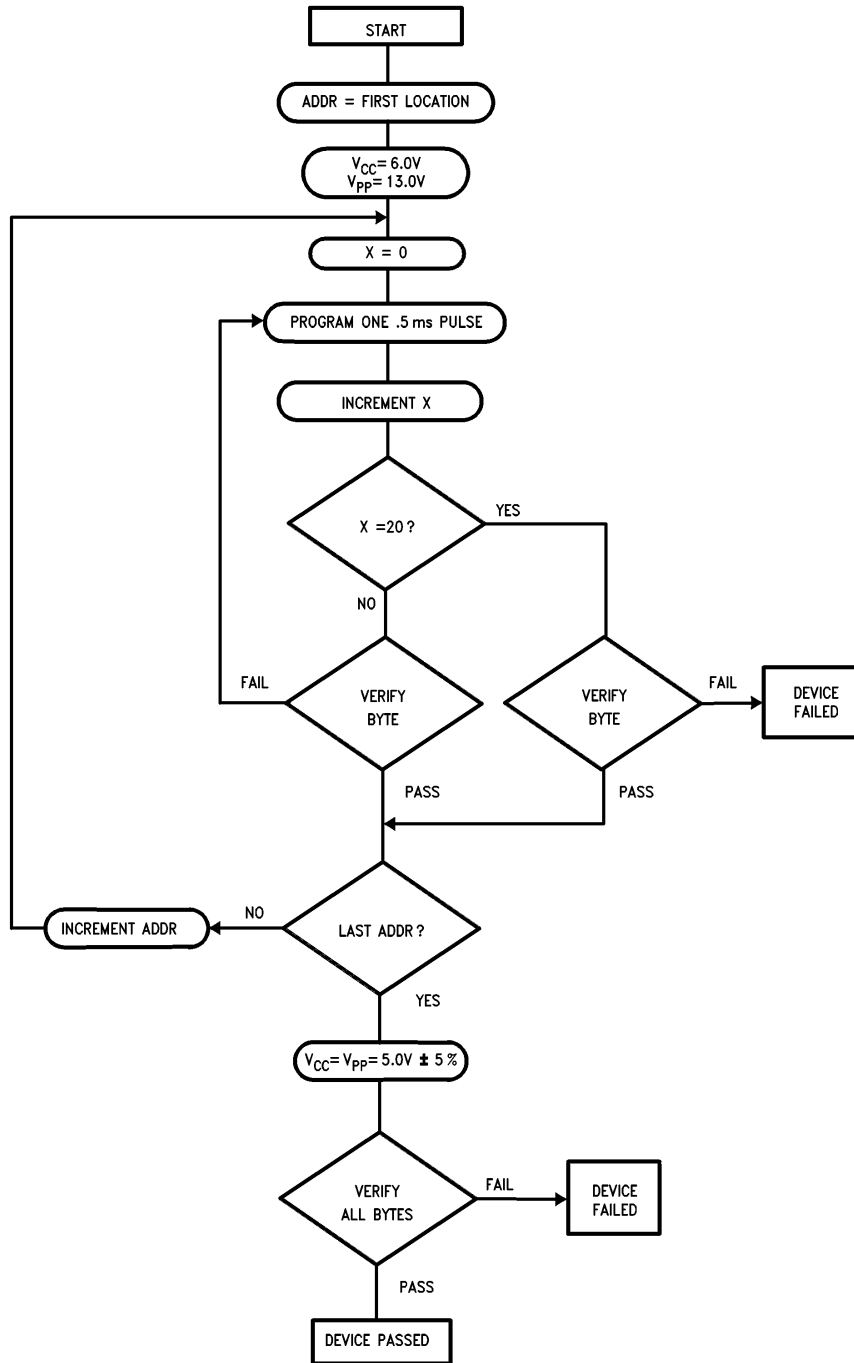 START
ADDR = FIRST LOCATION
VCC= 6.0V
VPP= 13.0V
X = 0
PROGRAM ONE .5 ms PULSE
INCREMENT X
X =20?
YES
NO
FAIL
VERIFY
BYTE
VERIFY
BYTE
FAIL
DEVICE
FAILED
PASS
PASS
INCREMENT ADDR
NO
LAST ADDR?
YES
VCC= VPP= 5.0V ± 5 %
VERIFY
ALL BYTES
FAIL
DEVICE
FAILED
PASS
DEVICE PASSED